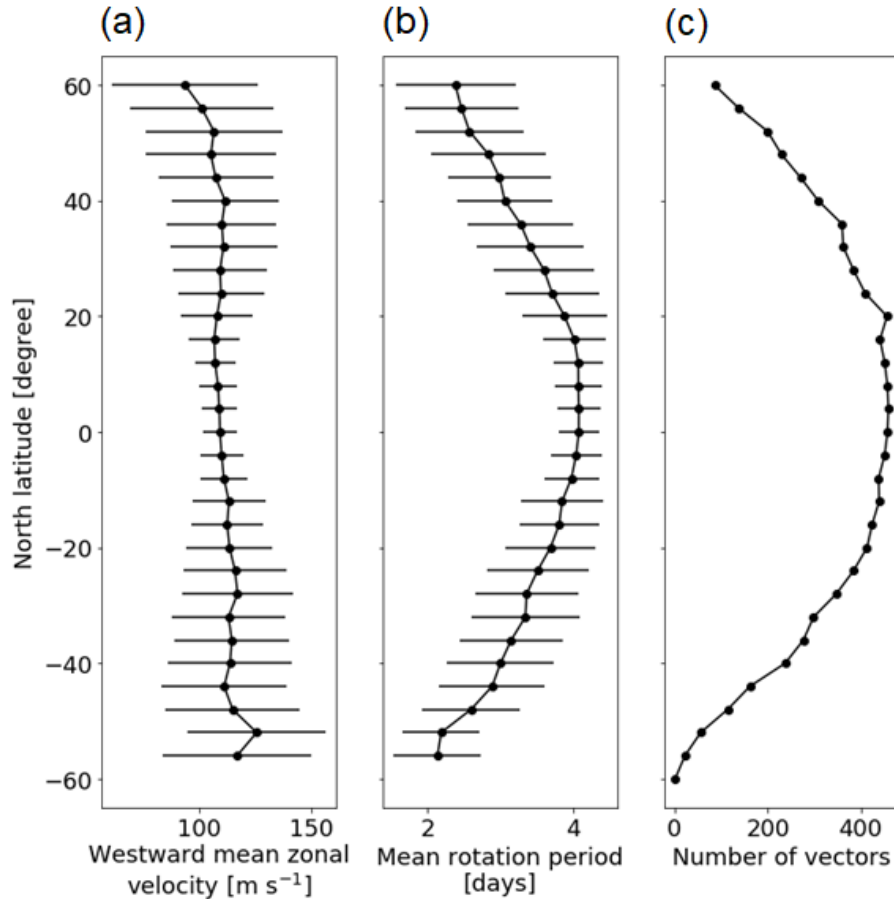 (a) (b) (c)
North latitude [degree]
60
40
20
0
−20
−40
−60
100 150
2 4
0 200 400
Westward mean zonal
velocity [m s⁻¹]
Mean rotation period
[days]
Number of vectors